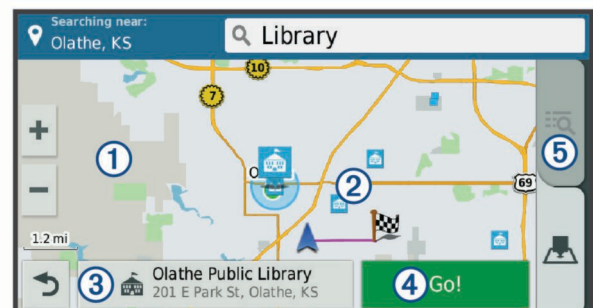 Searching near:
Olathe, KS
Library
10
7
1
5
O
2
69
1.2 mi
3
Olathe Public Library
201 E Park St, Olathe, KS
4
Go!